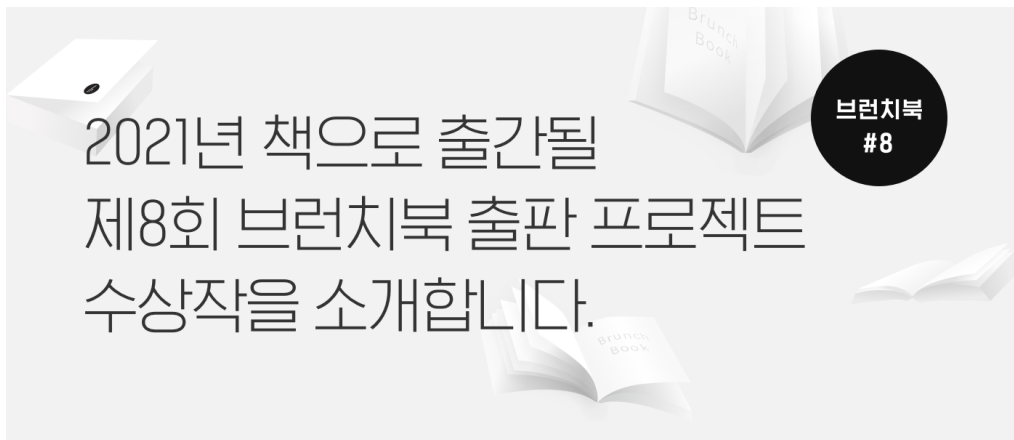 Brunch
Book
브런치북
#8
2021년 책으로 출간될
제8회 브런치북 출판 프로젝트
수상작을 소개합니다.
Brunch
Book